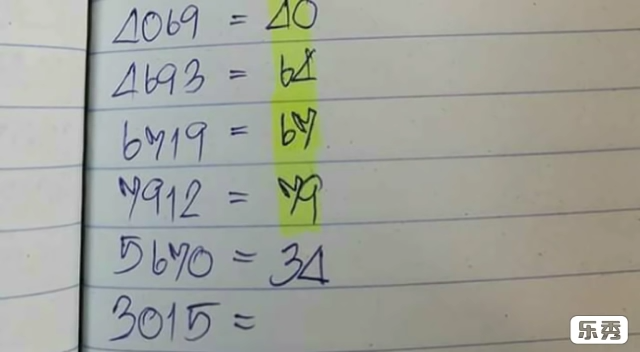 4069 = 40
4693 = 64
6719 = 67
7912 = 79
5670 = 34
3015 =
乐秀